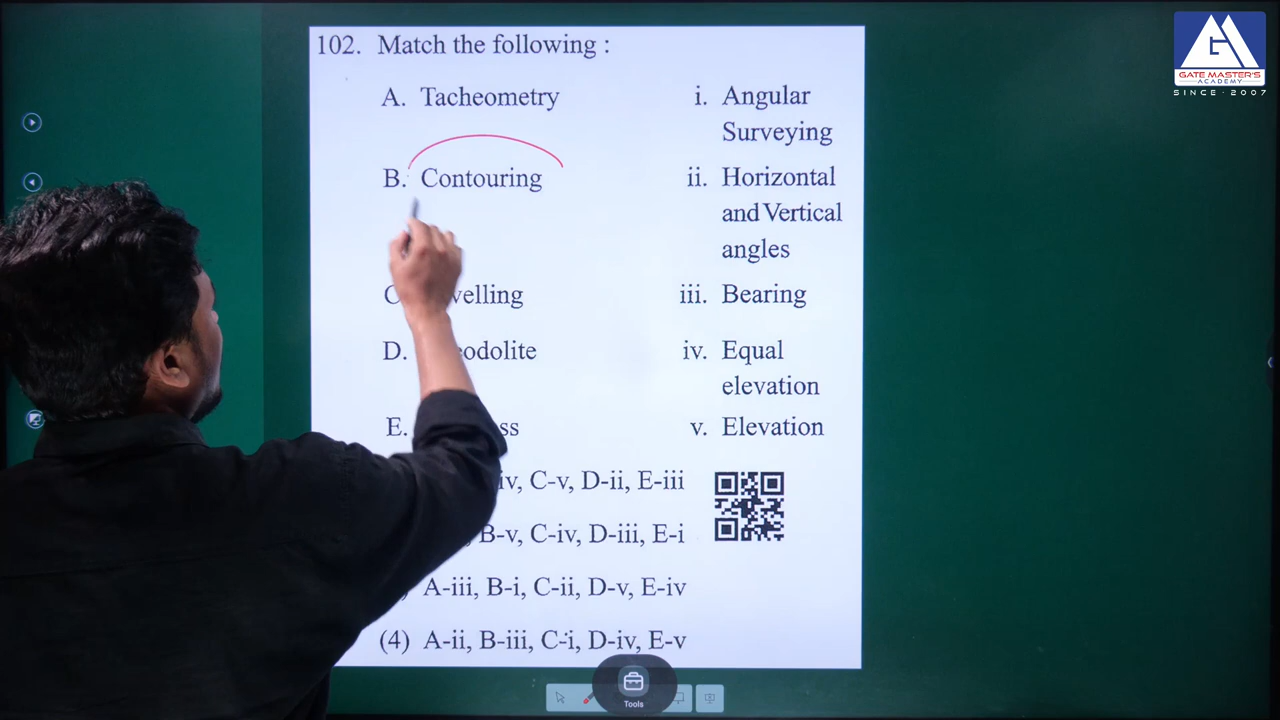 GATE MASTER'S
ACADEMY
SINCE-2007
102. Match the following :
A. Tacheometry i. Angular
Surveying
B. Contouring ii. Horizontal
and Vertical
angles
velling iii. Bearing
D. odolite iv. Equal
elevation
E. ss v. Elevation
iv, C-v, D-ii, E-iii
B-v, C-iv, D-iii, E-i
A-iii, B-i, C-ii, D-v, E-iv
(4) A-ii, B-iii, C-i, D-iv, E-v
Tools